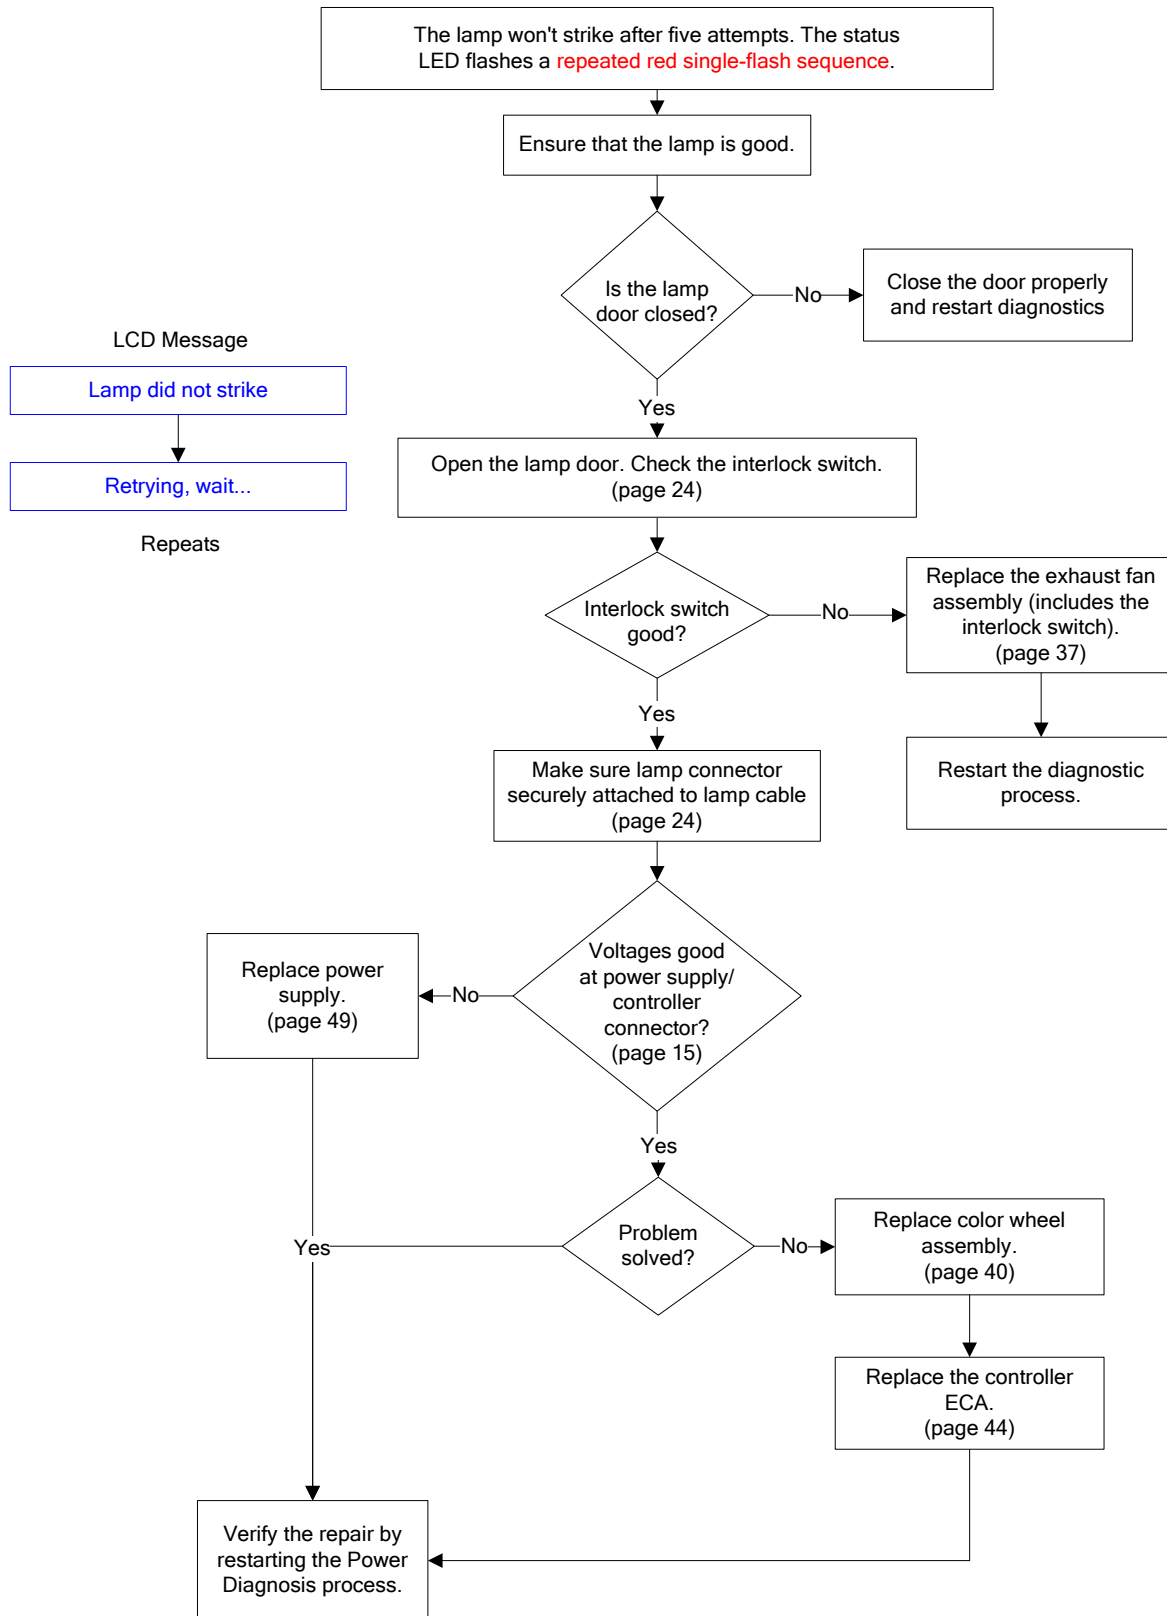 The lamp won't strike after five attempts. The status
LED flashes a repeated red single-flash sequence.
Ensure that the lamp is good.
Is the lamp
door closed?
No
Close the door properly
and restart diagnostics
LCD Message
Lamp did not strike
Retrying, wait...
Repeats
Yes
Open the lamp door. Check the interlock switch.
(page 24)
Interlock switch
good?
No
Replace the exhaust fan
assembly (includes the
interlock switch).
(page 37)
Restart the diagnostic
process.
Yes
Make sure lamp connector
securely attached to lamp cable
(page 24)
Voltages good
at power supply/
controller
connector?
(page 15)
No
Replace power
supply.
(page 49)
Yes
Problem
solved?
Yes
No
Replace color wheel
assembly.
(page 40)
Replace the controller
ECA.
(page 44)
Verify the repair by
restarting the Power
Diagnosis process.